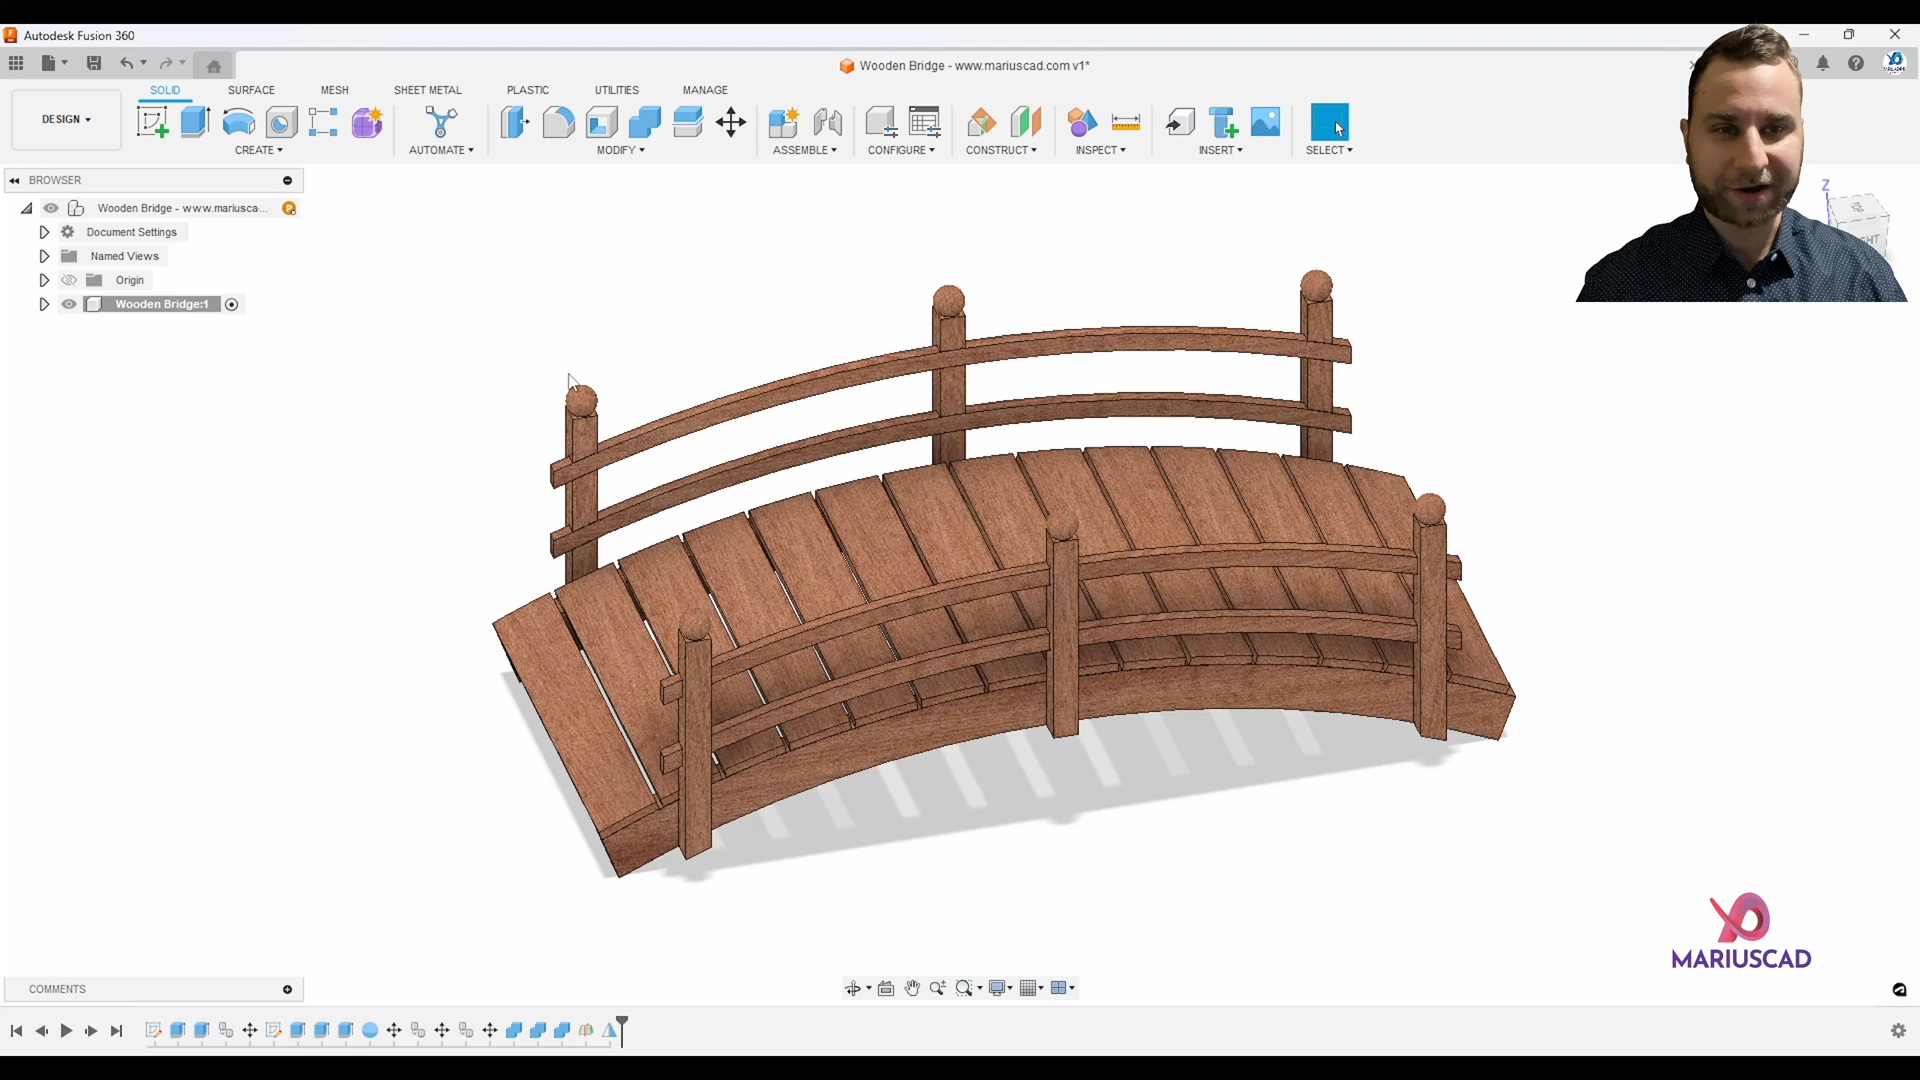 Autodesk Fusion 360
Wooden Bridge - www.mariuscad.com v1*
DESIGN
SOLID SURFACE MESH SHEET METAL PLASTIC UTILITIES MANAGE
CREATE AUTOMATE MODIFY ASSEMBLE CONFIGURE CONSTRUCT INSPECT INSERT SELECT
BROWSER
Wooden Bridge - www.mariusca...
Document Settings
Named Views
Origin
Wooden Bridge:1
Z
TOP
MARIUSCAD
COMMENTS